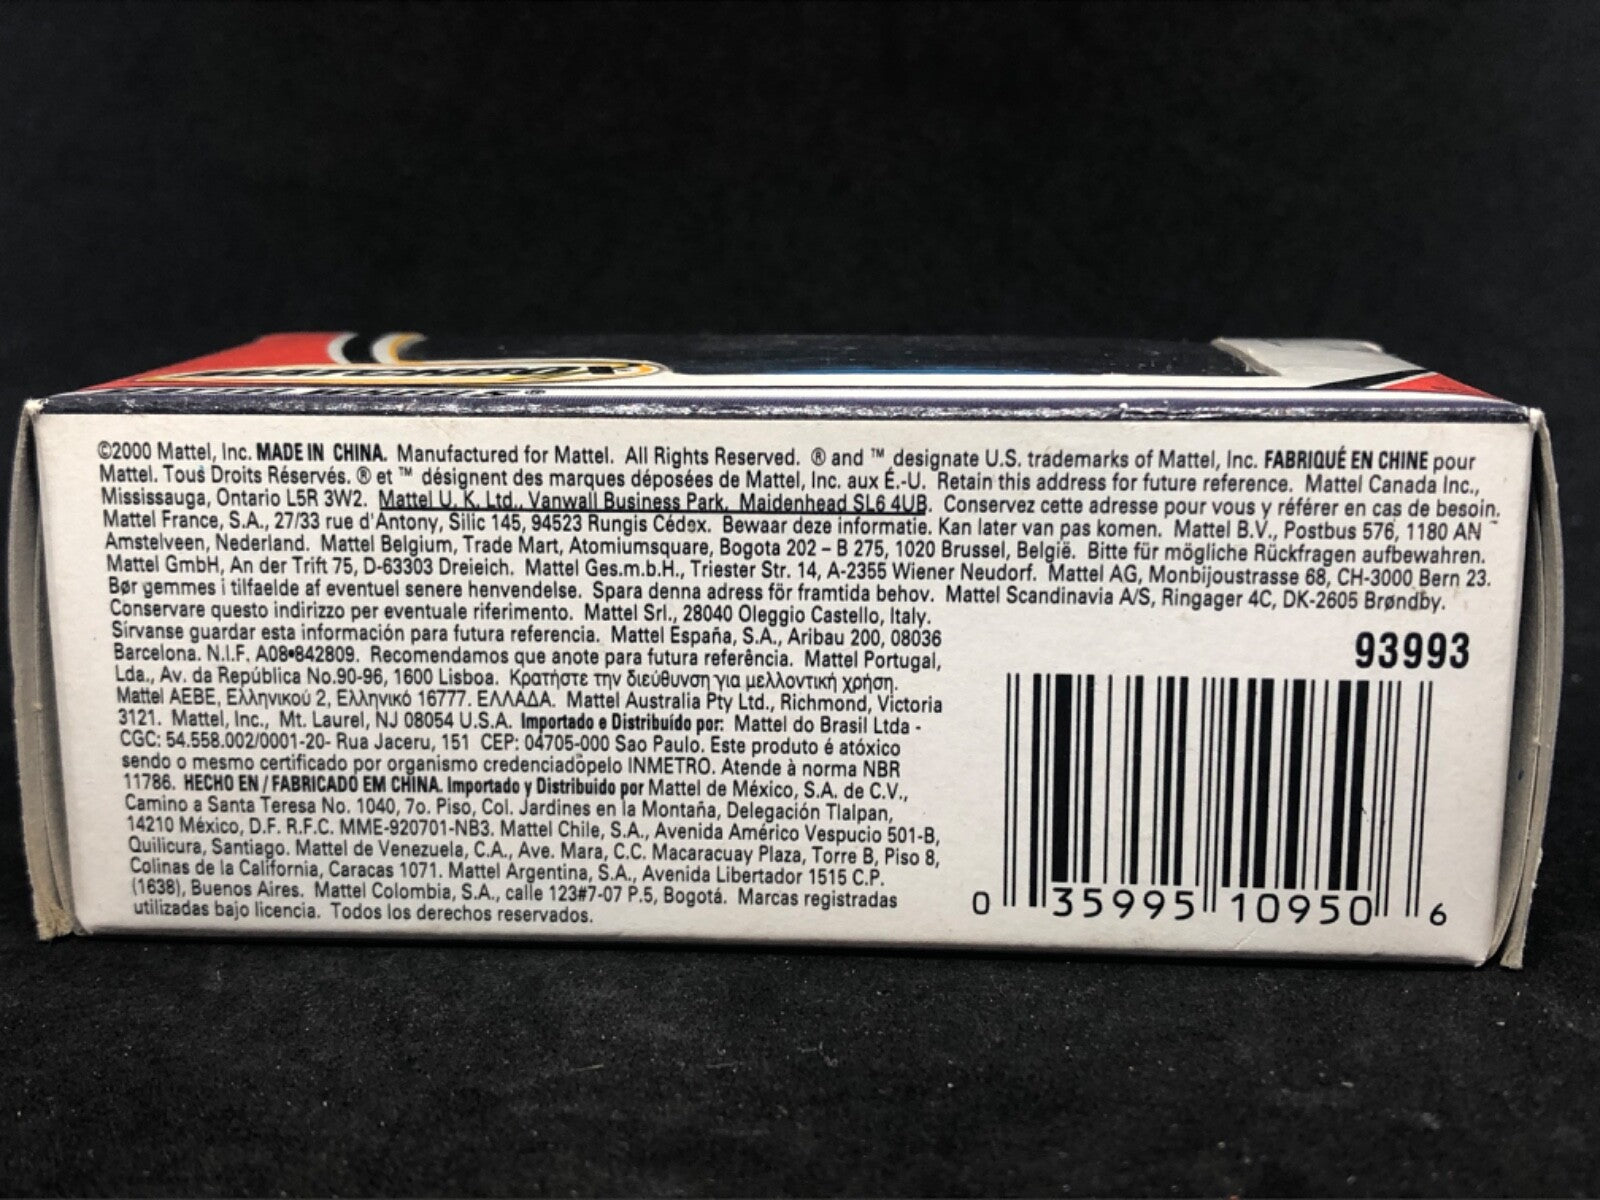 ©2000 Mattel, Inc. MADE IN CHINA. Manufactured for Mattel. All Rights Reserved. ® and ™ designate U.S. trademarks of Mattel, Inc. FABRIQUÉ EN CHINE pour
Mattel. Tous Droits Réservés. ® et ™ désignent des marques déposées de Mattel, Inc. aux É.-U. Retain this address for future reference. Mattel Canada Inc.,
Mississauga, Ontario L5R 3W2. Mattel U. K. Ltd., Vanwall Business Park, Maidenhead SL6 4UB. Conservez cette adresse pour vous y référer en cas de besoin.
Mattel France, S.A., 27/33 rue d'Antony, Silic 145, 94523 Rungis Cédex. Bewaar deze informatie. Kan later van pas komen. Mattel B.V., Postbus 576, 1180 AN
Amstelveen, Nederland. Mattel Belgium, Trade Mart, Atomiumsquare, Bogota 202 – B 275, 1020 Brussel, België. Bitte für mögliche Rückfragen aufbewahren.
Mattel GmbH, An der Trift 75, D-63303 Dreieich. Mattel Ges.m.b.H., Triester Str. 14, A-2355 Wiener Neudorf. Mattel AG, Monbijoustrasse 68, CH-3000 Bern 23.
Bør gemmes i tilfaelde af eventuel senere henvendelse. Spara denna adress för framtida behov. Mattel Scandinavia A/S, Ringager 4C, DK-2605 Brøndby.
Conservare questo indirizzo per eventuale riferimento. Mattel Srl., 28040 Oleggio Castello, Italy.
Sírvanse guardar esta información para futura referencia. Mattel España, S.A., Aribau 200, 08036
Barcelona. N.I.F. A08•842809. Recomendamos que anote para futura referência. Mattel Portugal,
Lda., Av. da República No.90-96, 1600 Lisboa. Κρατήστε την διεύθυνση για μελλοντική χρήση.
Mattel AEBE, Ελληνικού 2, Ελληνικό 16777. ΕΛΛΑΔΑ. Mattel Australia Pty Ltd., Richmond, Victoria
3121. Mattel, Inc., Mt. Laurel, NJ 08054 U.S.A. Importado e Distribuído por: Mattel do Brasil Ltda -
CGC: 54.558.002/0001-20- Rua Jaceru, 151 CEP: 04705-000 Sao Paulo. Este produto é atóxico
sendo o mesmo certificado por organismo credenciadopelo INMETRO. Atende à norma NBR
11786. HECHO EN / FABRICADO EM CHINA. Importado y Distribuido por Mattel de México, S.A. de C.V.,
Camino a Santa Teresa No. 1040, 7o. Piso, Col. Jardines en la Montaña, Delegación Tlalpan,
14210 México, D.F. R.F.C. MME-920701-NB3. Mattel Chile, S.A., Avenida Américo Vespucio 501-B,
Quilicura, Santiago. Mattel de Venezuela, C.A., Ave. Mara, C.C. Macaracuay Plaza, Torre B, Piso 8,
Colinas de la California, Caracas 1071. Mattel Argentina, S.A., Avenida Libertador 1515 C.P.
(1638), Buenos Aires. Mattel Colombia, S.A., calle 123#7-07 P.5, Bogotá. Marcas registradas
utilizadas bajo licencia. Todos los derechos reservados.
93993
0 35995 10950 6